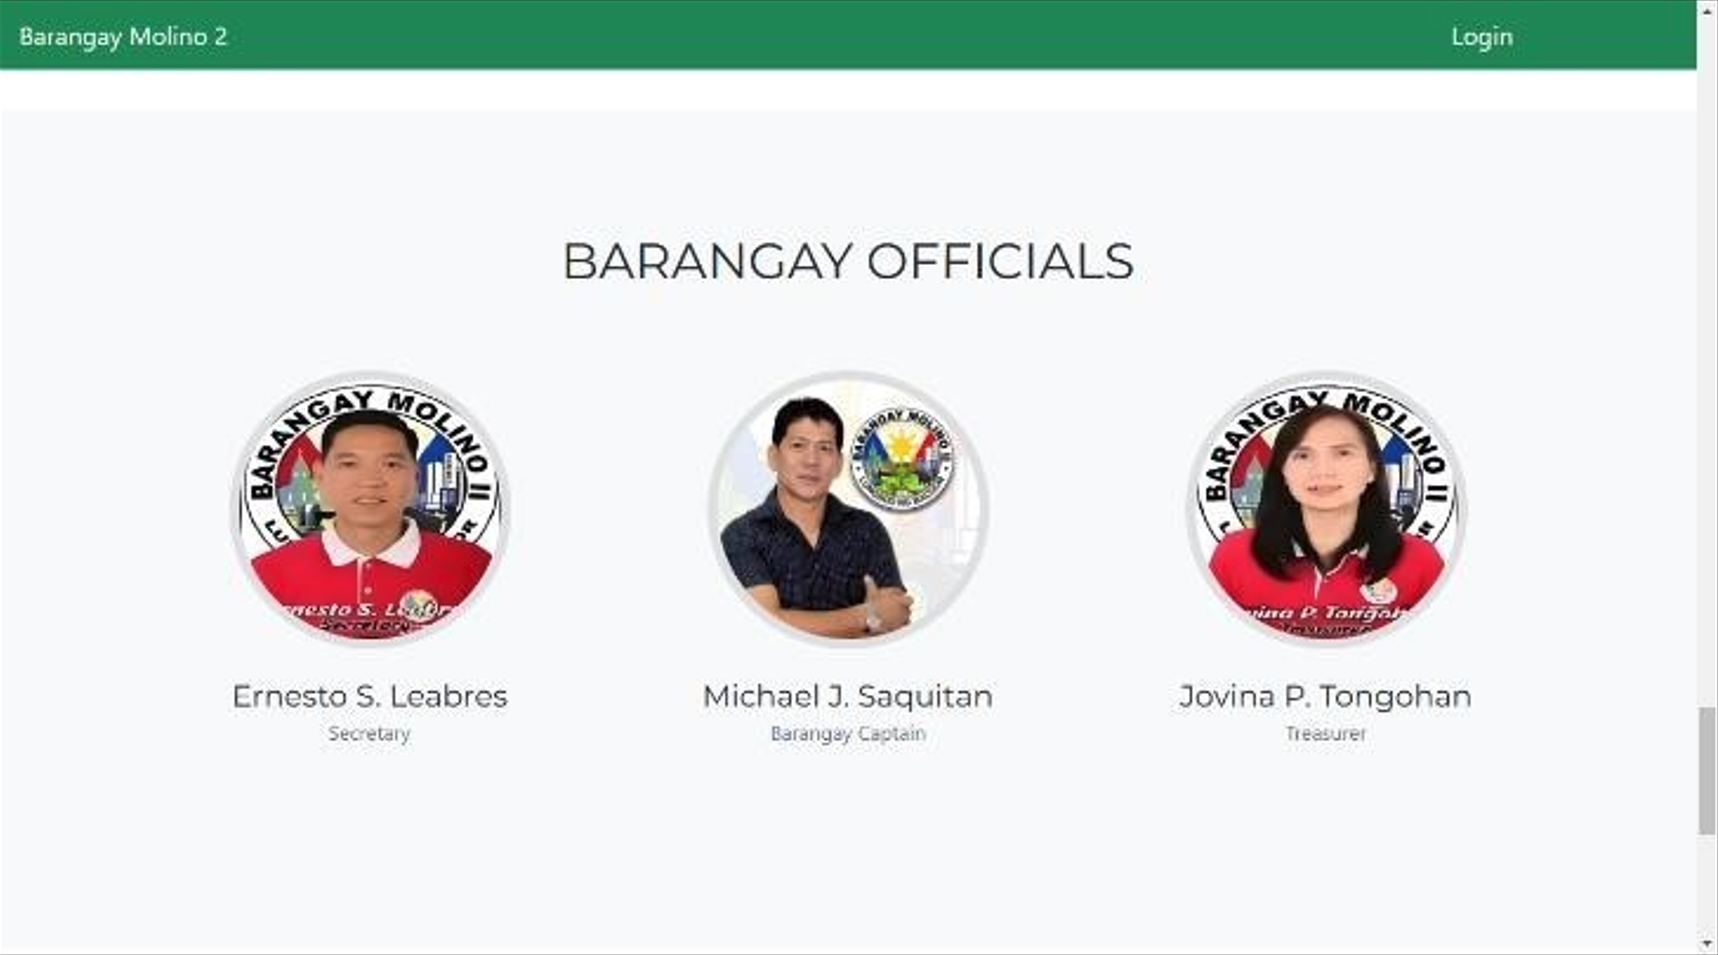 Barangay Molino 2
Login
BARANGAY OFFICIALS
BARANGAY MOLINO II
BARANGAY MOLINO II
BARANGAY MOLINO II
Secretary
Ernesto S. Leabres
Michael J. Saquitan
Jovina P. Tongohan
Secretary
Barangay Captain
Treasurer